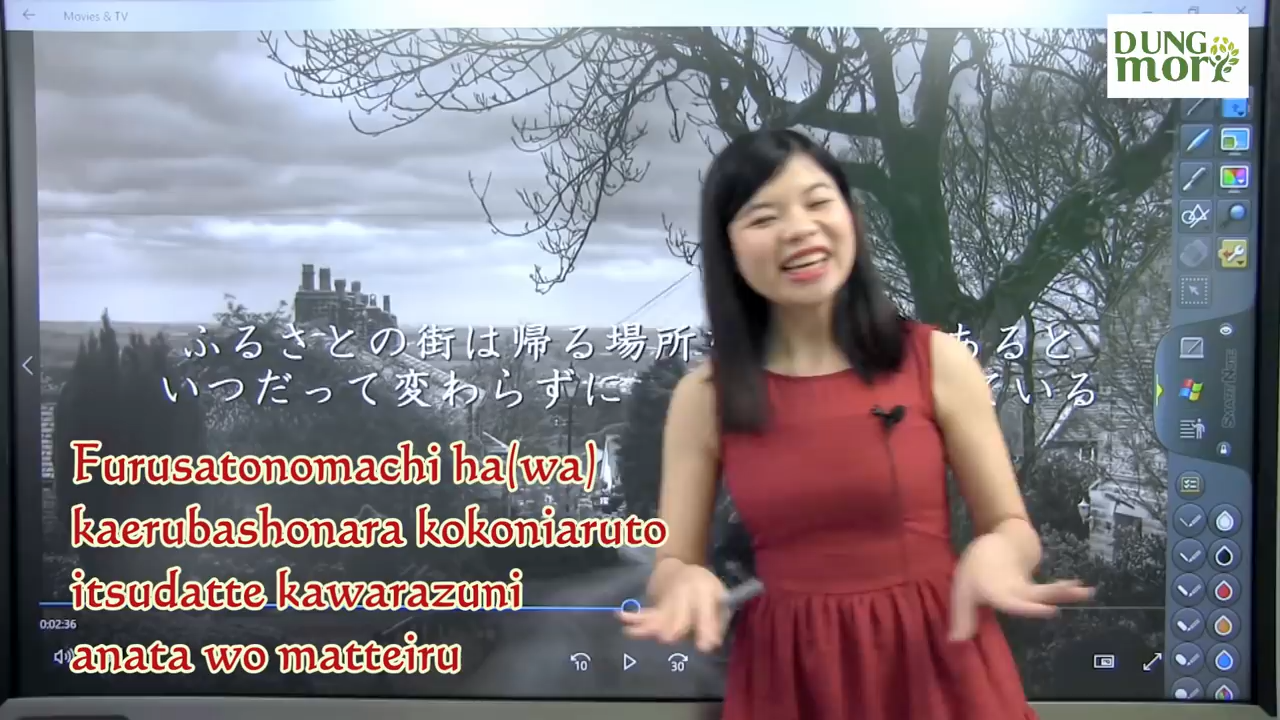 Movies & TV
DUNG
mori
ふるさとの街は帰る場所
あると
いつだって変わらずに
ている
Furusatonomachi ha(wa)
kaerubashonara kokoniaruto
itsudatte kawarazuni
anata wo matteiru
0:02:36
10
30